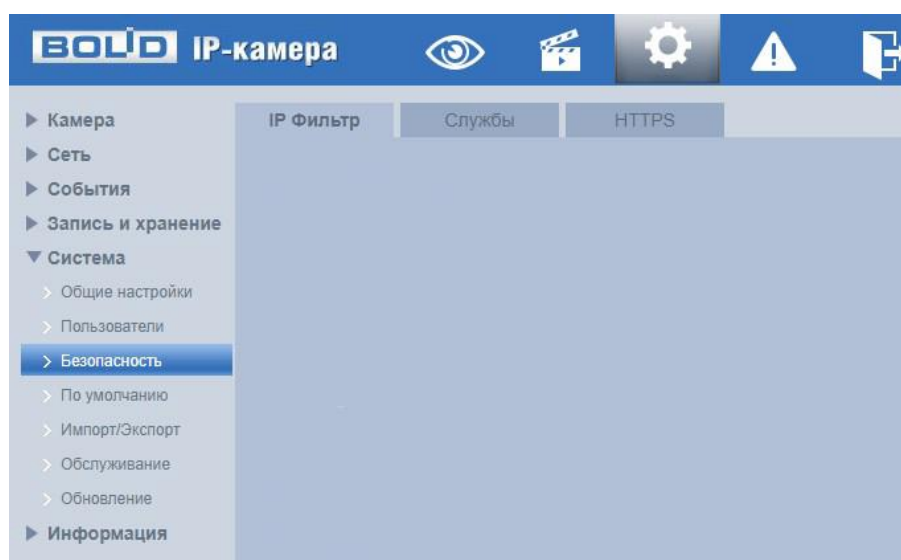 BOLID IP-камера
IP Фильтр Службы HTTPS
Камера
Сеть
События
Запись и хранение
Система
Общие настройки
Пользователи
Безопасность
По умолчанию
Импорт/Экспорт
Обслуживание
Обновление
Информация